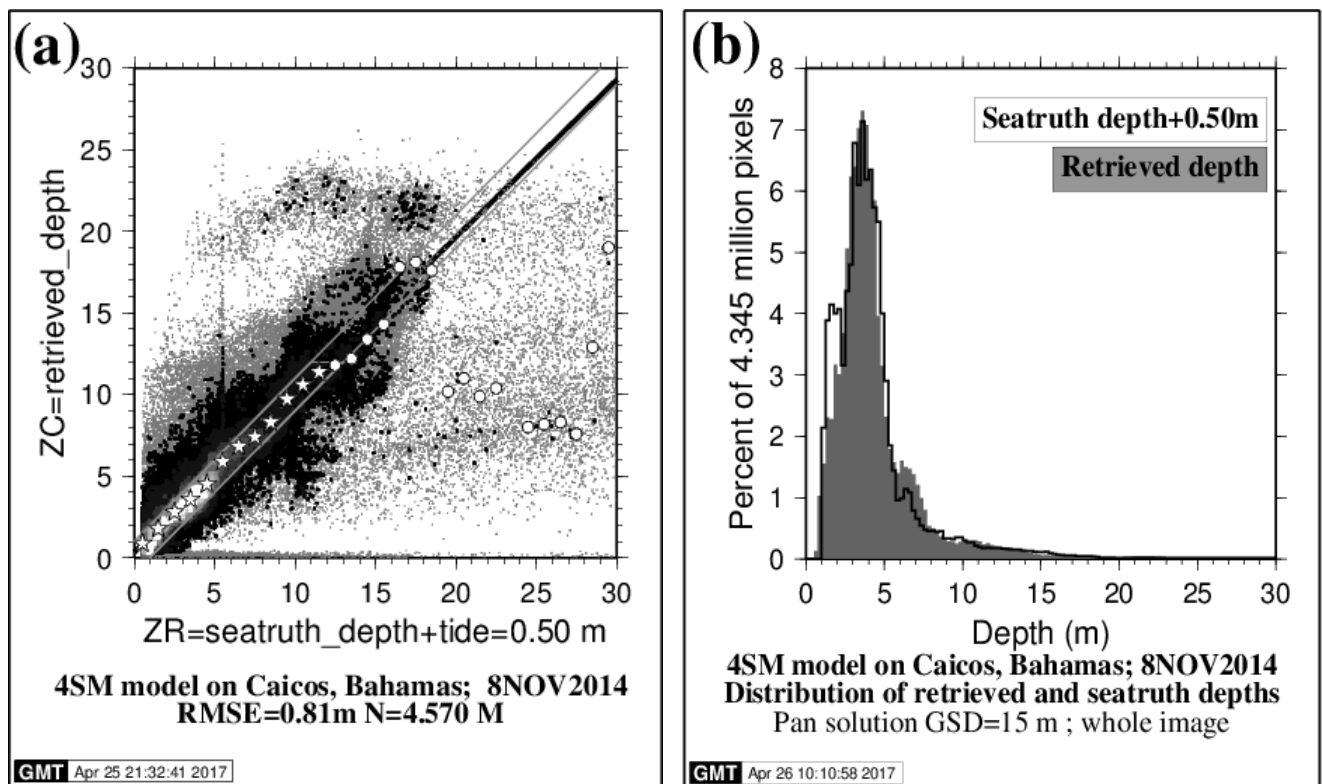 (a)
30
25
20
15
10
5
0
ZC=retrieved_depth
0 5 10 15 20 25 30
ZR=seatruth_depth+tide=0.50 m
4SM model on Caicos, Bahamas; 8NOV2014
RMSE=0.81m N=4.570 M
GMT Apr 25 21:32:41 2017
(b)
8
7
6
5
4
3
2
1
0
Percent of 4.345 million pixels
Seatruth depth+0.50m
Retrieved depth
0 5 10 15 20 25 30
Depth (m)
4SM model on Caicos, Bahamas; 8NOV2014
Distribution of retrieved and seatruth depths
Pan solution GSD=15 m ; whole image
GMT Apr 26 10:10:58 2017